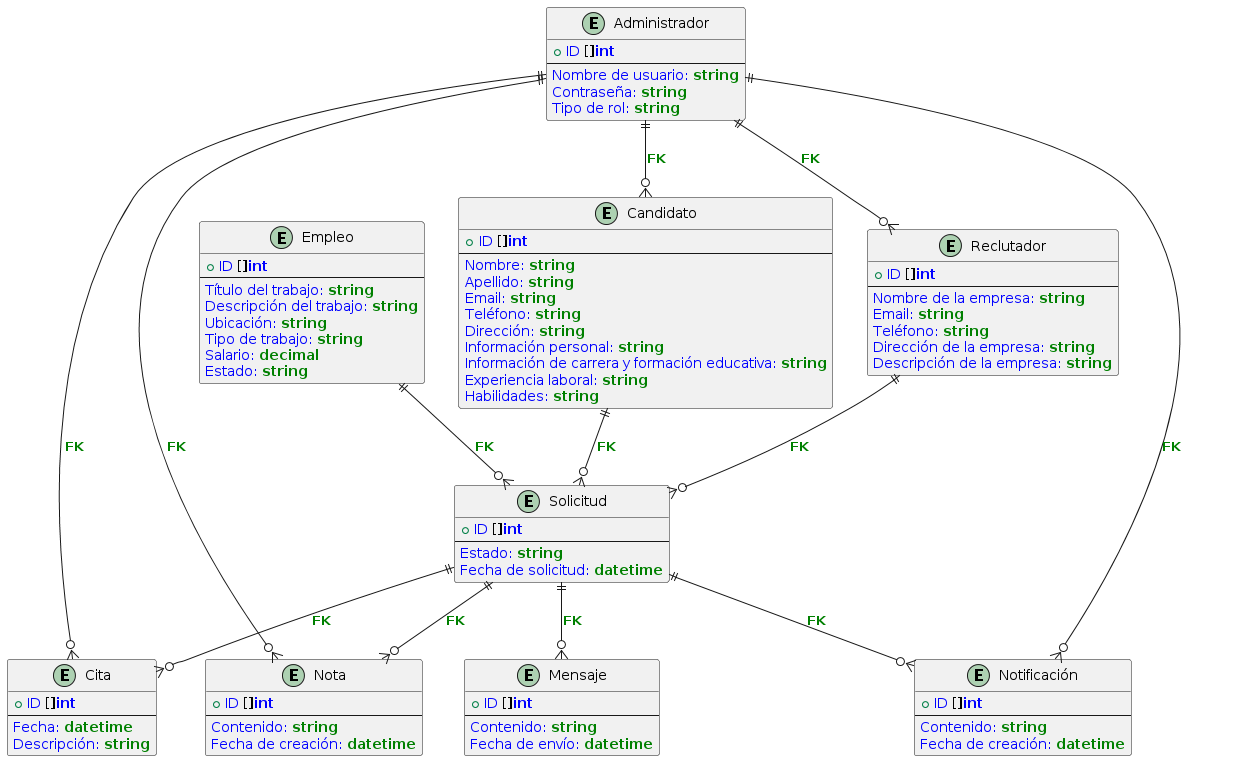 E Administrador
ID []int
Nombre de usuario: string
Contraseña: string
Tipo de rol: string
FK
FK
E Empleo
ID []int
Título del trabajo: string
Descripción del trabajo: string
Ubicación: string
Tipo de trabajo: string
Salario: decimal
Estado: string
E Candidato
ID []int
Nombre: string
Apellido: string
Email: string
Teléfono: string
Dirección: string
Información personal: string
Información de carrera y formación educativa: string
Experiencia laboral: string
Habilidades: string
E Reclutador
ID []int
Nombre de la empresa: string
Email: string
Teléfono: string
Dirección de la empresa: string
Descripción de la empresa: string
FK
FK
FK
FK
FK
FK
E Solicitud
ID []int
Estado: string
Fecha de solicitud: datetime
FK
FK
FK
FK
E Cita
ID []int
Fecha: datetime
Descripción: string
E Nota
ID []int
Contenido: string
Fecha de creación: datetime
E Mensaje
ID []int
Contenido: string
Fecha de envío: datetime
E Notificación
ID []int
Contenido: string
Fecha de creación: datetime